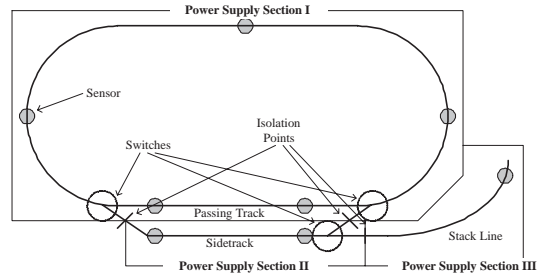 Power Supply Section I
Sensor
Isolation
Points
Switches
Passing Track
Sidetrack
Stack Line
Power Supply Section II
Power Supply Section III